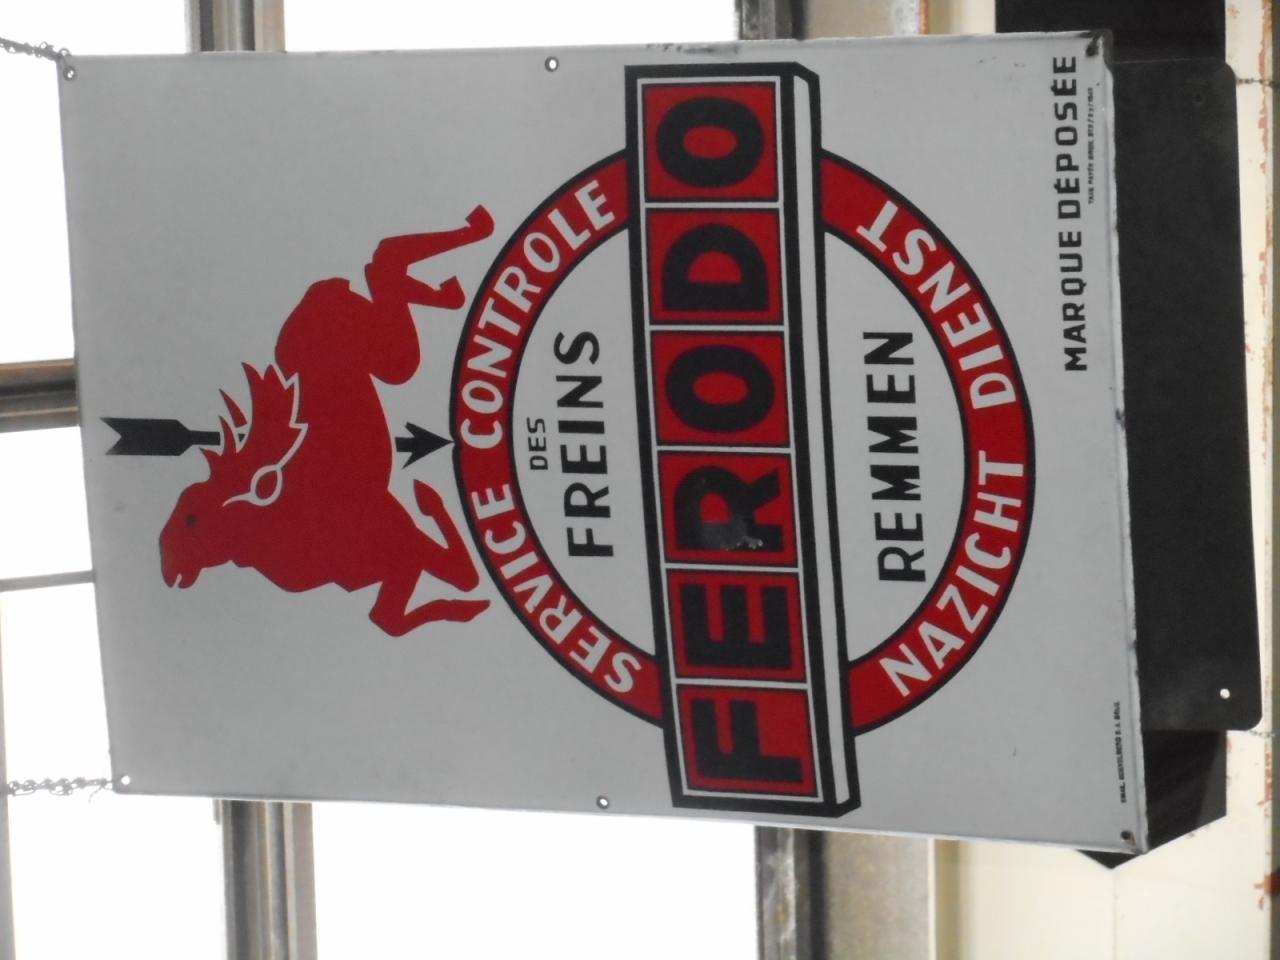 SERVICE CONTROLE
DES
FREINS
FERODO
REMMEN
NAZICHT DIENST
MARQUE DÉPOSÉE